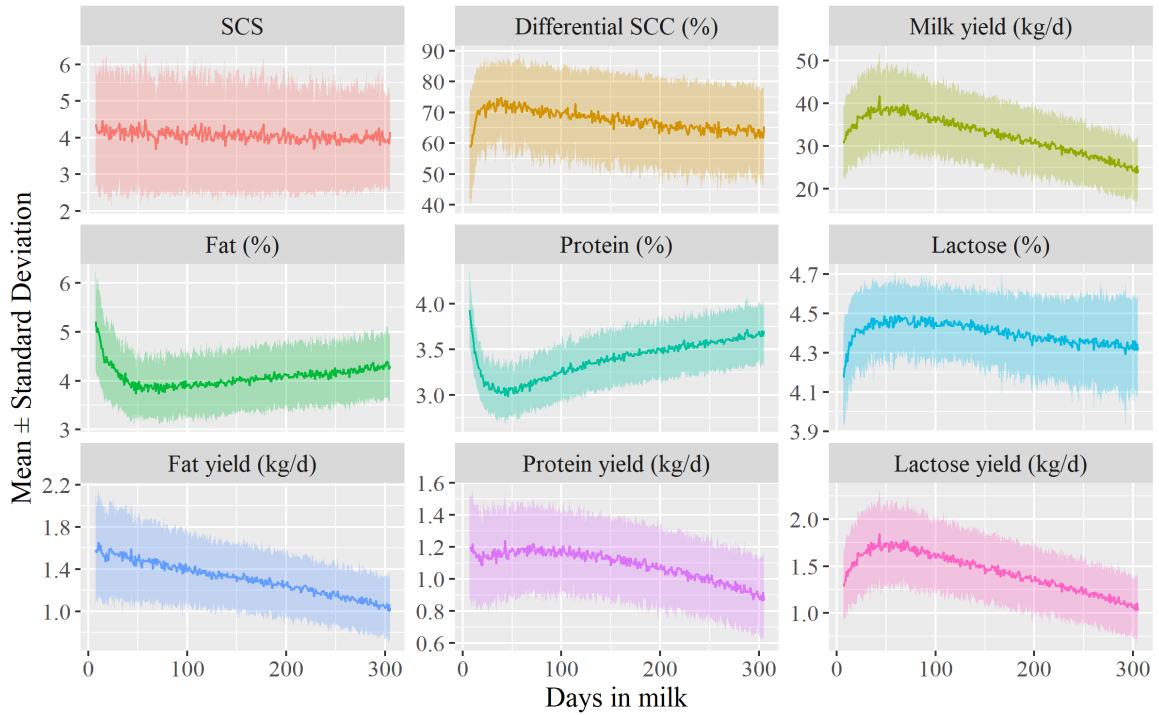 SCS
Differential SCC (%)
Milk yield (kg/d)
6
5
4
3
2
90
80
70
60
50
40
50
40
30
20
Fat (%)
Protein (%)
Lactose (%)
6
5
4
3
4.0
3.5
3.0
4.7
4.5
4.3
4.1
3.9
Fat yield (kg/d)
Protein yield (kg/d)
Lactose yield (kg/d)
2.2
1.8
1.4
1.0
1.6
1.4
1.2
1.0
0.8
0.6
2.0
1.5
1.0
0 100 200 300
0 100 200 300
0 100 200 300
Days in milk
Mean ± Standard Deviation